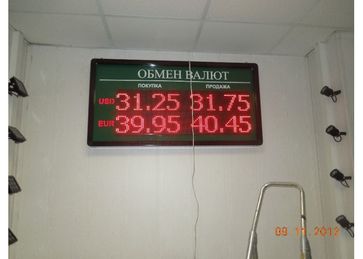 ОБМЕН ВАЛЮТ
ПОКУПКА ПРОДАЖА
USD 31.25 31.75
EUR 39.95 40.45